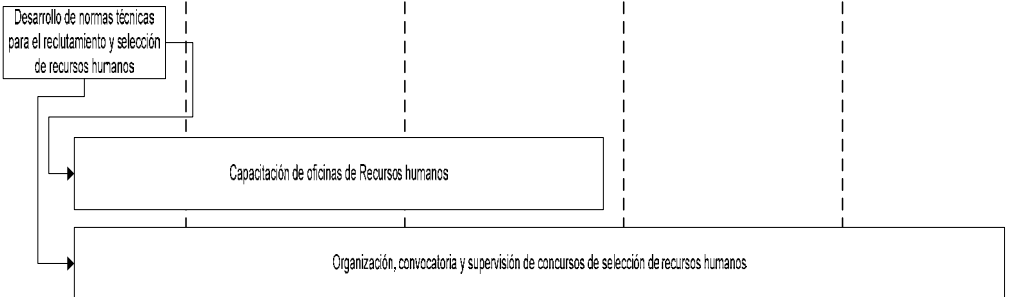 Desarrollo de normas técnicas
para el reclutamiento y selección
de recursos humanos
Capacitación de oficinas de Recursos humanos
Organización, convocatoria y supervisión de concursos de selección de recursos humanos